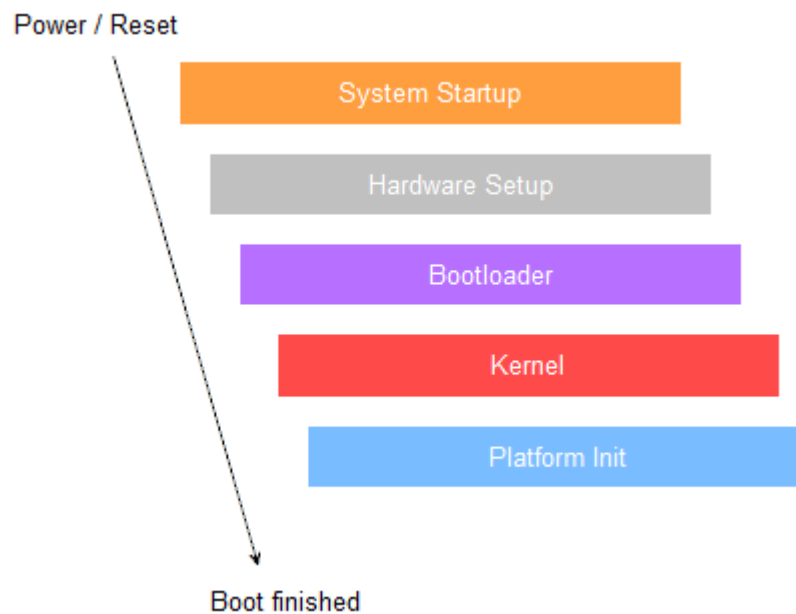 Power / Reset
System Startup
Hardware Setup
Bootloader
Kernel
Platform Init
Boot finished